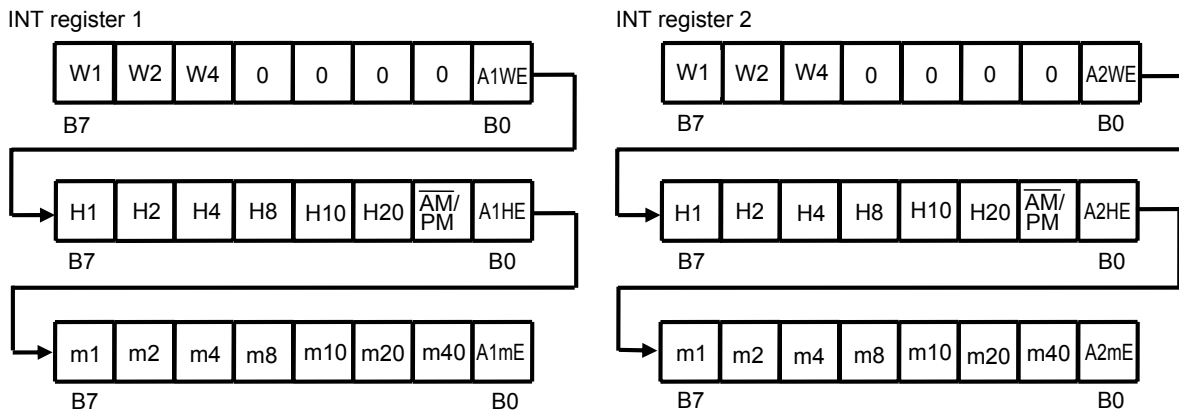 INT register 1
W1 W2 W4 0 0 0 0 A1WE
B7 B0
H1 H2 H4 H8 H10 H20 AM/PM A1HE
B7 B0
m1 m2 m4 m8 m10 m20 m40 A1mE
B7 B0
INT register 2
W1 W2 W4 0 0 0 0 A2WE
B7 B0
H1 H2 H4 H8 H10 H20 AM/PM A2HE
B7 B0
m1 m2 m4 m8 m10 m20 m40 A2mE
B7 B0